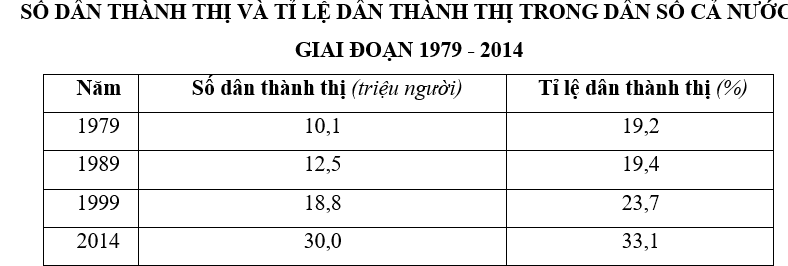 SỐ DÂN THÀNH THỊ VÀ TỈ LỆ DÂN THÀNH THỊ TRONG DÂN SỐ CẢ NƯỚC
GIAI ĐOẠN 1979 - 2014
Năm Số dân thành thị (triệu người) Tỉ lệ dân thành thị (%)
1979 10,1 19,2
1989 12,5 19,4
1999 18,8 23,7
2014 30,0 33,1